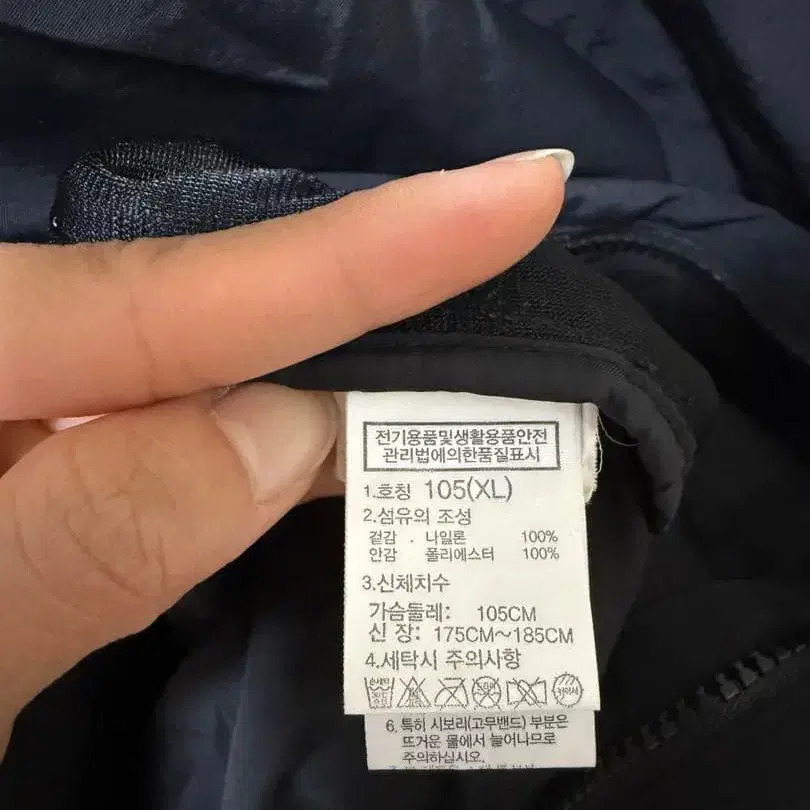 전기용품및생활용품안전
관리법에의한품질표시
1.호칭 105(XL)
2.섬유의 조성
겉감 . 나일론 100%
안감 폴리에스터 100%
3.신체치수
가슴둘레: 105CM
신 장: 175CM~185CM
4.세탁시 주의사항
손세탁
6. 특히 시보리(고무밴드) 부분은
뜨거운 물에서 늘어나므로
주의하십시오.